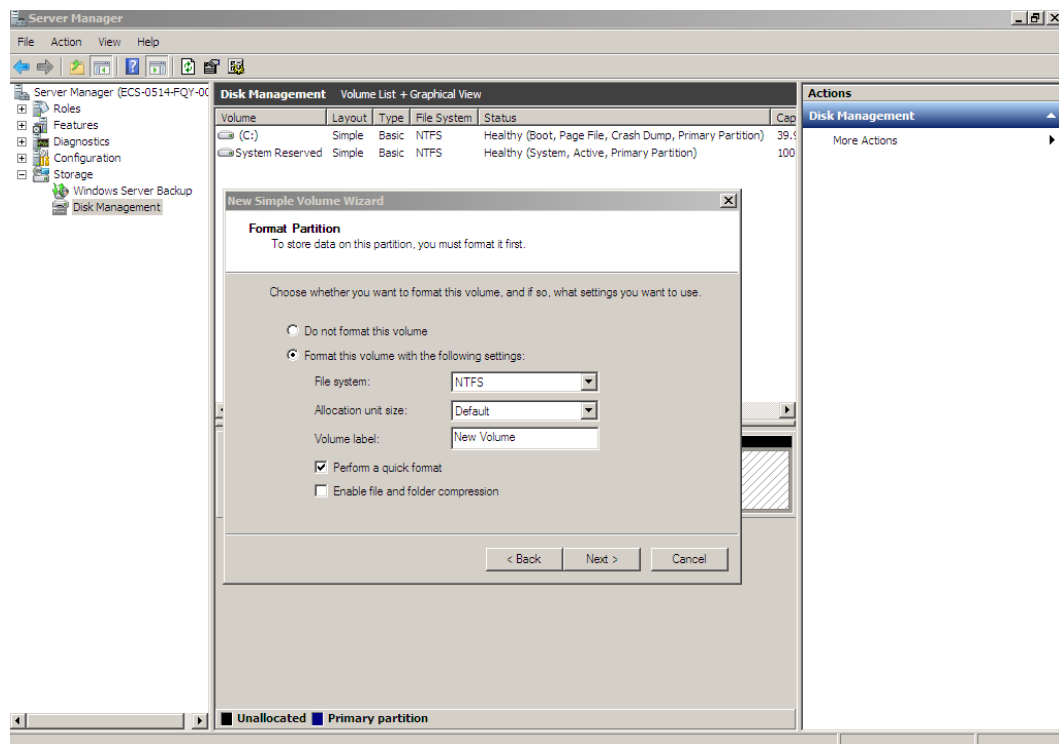 Server Manager
File Action View Help
Server Manager (ECS-0514-FQY-00
Roles
Features
Diagnostics
Configuration
Storage
Windows Server Backup
Disk Management
Disk Management Volume List + Graphical View
Volume Layout Type File System Status Cap
(C:) Simple Basic NTFS Healthy (Boot, Page File, Crash Dump, Primary Partition) 39.9
System Reserved Simple Basic NTFS Healthy (System, Active, Primary Partition) 100
New Simple Volume Wizard
Format Partition
To store data on this partition, you must format it first.
Choose whether you want to format this volume, and if so, what settings you want to use.
Do not format this volume
Format this volume with the following settings:
File system: NTFS
Allocation unit size: Default
Volume label: New Volume
Perform a quick format
Enable file and folder compression
< Back Next > Cancel
Unallocated Primary partition
Actions
Disk Management
More Actions